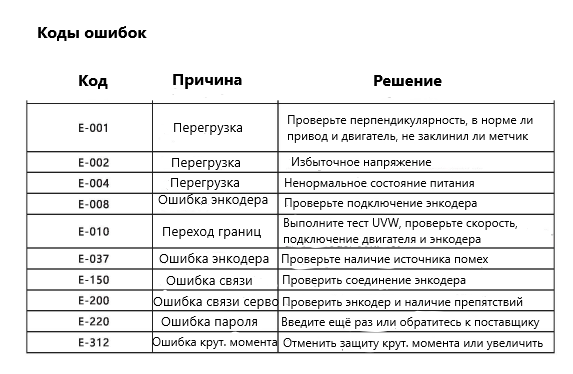 Коды ошибок
Код Причина Решение
E-001 Перегрузка Проверьте перпендикулярность, в норме ли
привод и двигатель, не заклинил ли метчик
E-002 Перегрузка Избыточное напряжение
E-004 Перегрузка Ненормальное состояние питания
E-008 Ошибка энкодера Проверьте подключение энкодера
E-010 Переход границ Выполните тест UVW, проверьте скорость,
подключение двигателя и энкодера
E-037 Ошибка энкодера Проверьте наличие источника помех
E-150 Ошибка связи Проверить соединение энкодера
E-200 Ошибка связи серво Проверить энкодер и наличие препятствий
E-220 Ошибка пароля Введите ещё раз или обратитесь к поставщику
E-312 Ошибка крут. момента Отменить защиту крут. момента или увеличить